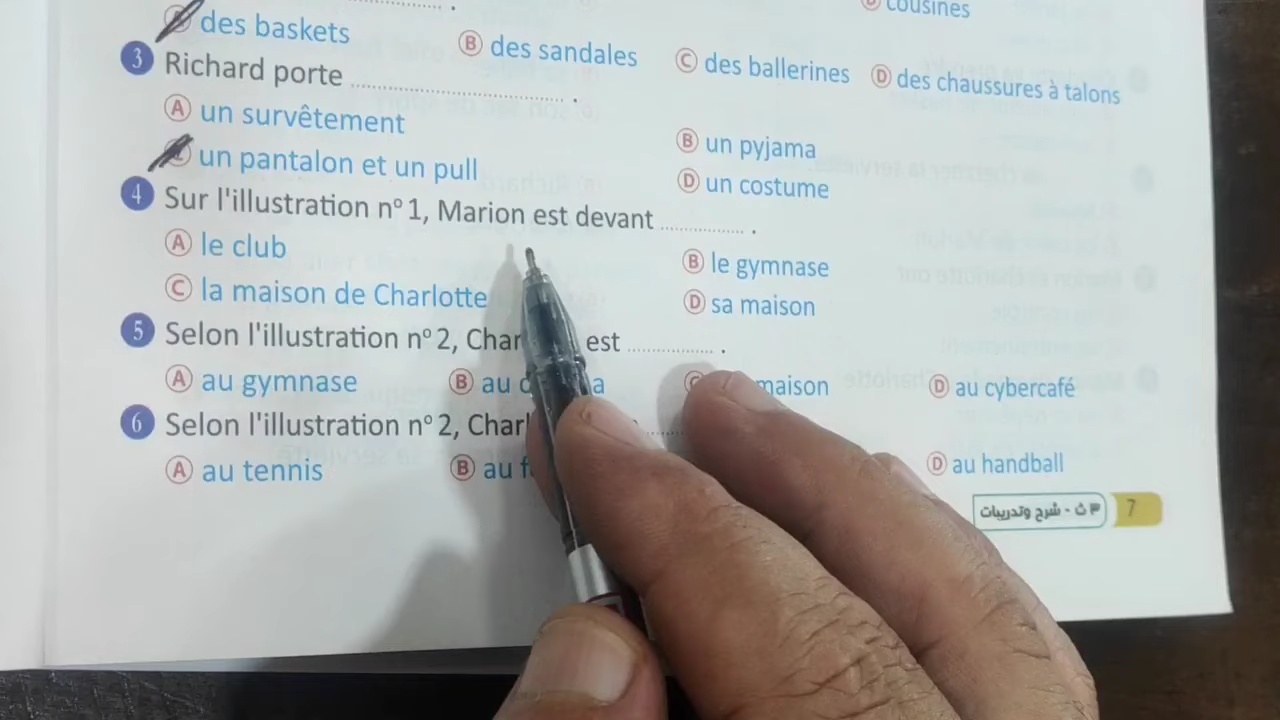 cousines
des baskets B des sandales C des ballerines D des chaussures à talons
3 Richard porte .
A un survêtement B un pyjama
un pantalon et un pull D un costume
4 Sur l'illustration nº 1, Marion est devant .
A le club B le gymnase
C la maison de Charlotte D sa maison
5 Selon l'illustration nº 2, est .
A au gymnase B au maison D au cybercafé
6 Selon l'illustration nº 2,
A au tennis B au D au handball
٣ ث - شرح وتدريبات 7